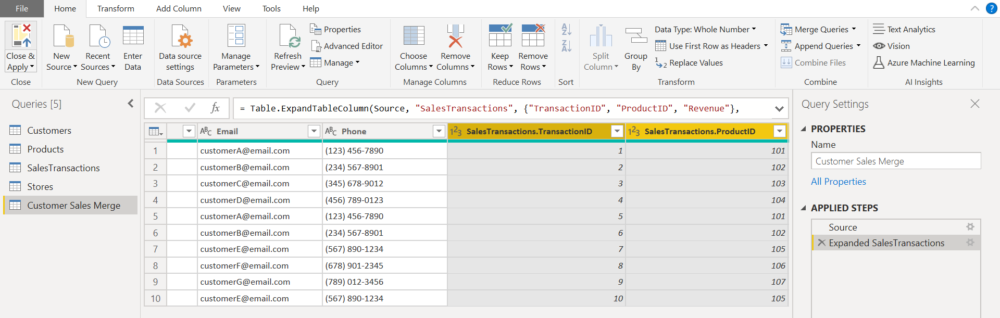 File Home Transform Add Column View Tools Help ?
Close & Apply
New Source
Recent Sources
Enter Data
Data source settings
Manage Parameters
Refresh Preview
Properties
Advanced Editor
Manage
Choose Columns
Remove Columns
Keep Rows
Remove Rows
A Z
Z A
Split Column
Group By
Data Type: Whole Number
Use First Row as Headers
1 2 Replace Values
Merge Queries
Append Queries
Combine Files
Text Analytics
Vision
Azure Machine Learning
Close New Query Data Sources Parameters Query Manage Columns Reduce Rows Sort Transform Combine AI Insights
Queries [5]
Customers
Products
SalesTransactions
Stores
Customer Sales Merge
fx = Table.ExpandTableColumn(Source, "SalesTransactions", {"TransactionID", "ProductID", "Revenue"},
ABC Email ABC Phone 123 SalesTransactions.TransactionID 123 SalesTransactions.ProductID
1 customerA@email.com (123) 456-7890 1 101
2 customerB@email.com (234) 567-8901 2 102
3 customerC@email.com (345) 678-9012 3 103
4 customerD@email.com (456) 789-0123 4 104
5 customerA@email.com (123) 456-7890 5 101
6 customerB@email.com (234) 567-8901 6 102
7 customerE@email.com (567) 890-1234 7 105
8 customerF@email.com (678) 901-2345 8 106
9 customerG@email.com (789) 012-3456 9 107
10 customerE@email.com (567) 890-1234 10 105
Query Settings
PROPERTIES
Name
Customer Sales Merge
All Properties
APPLIED STEPS
Source
Expanded SalesTransactions